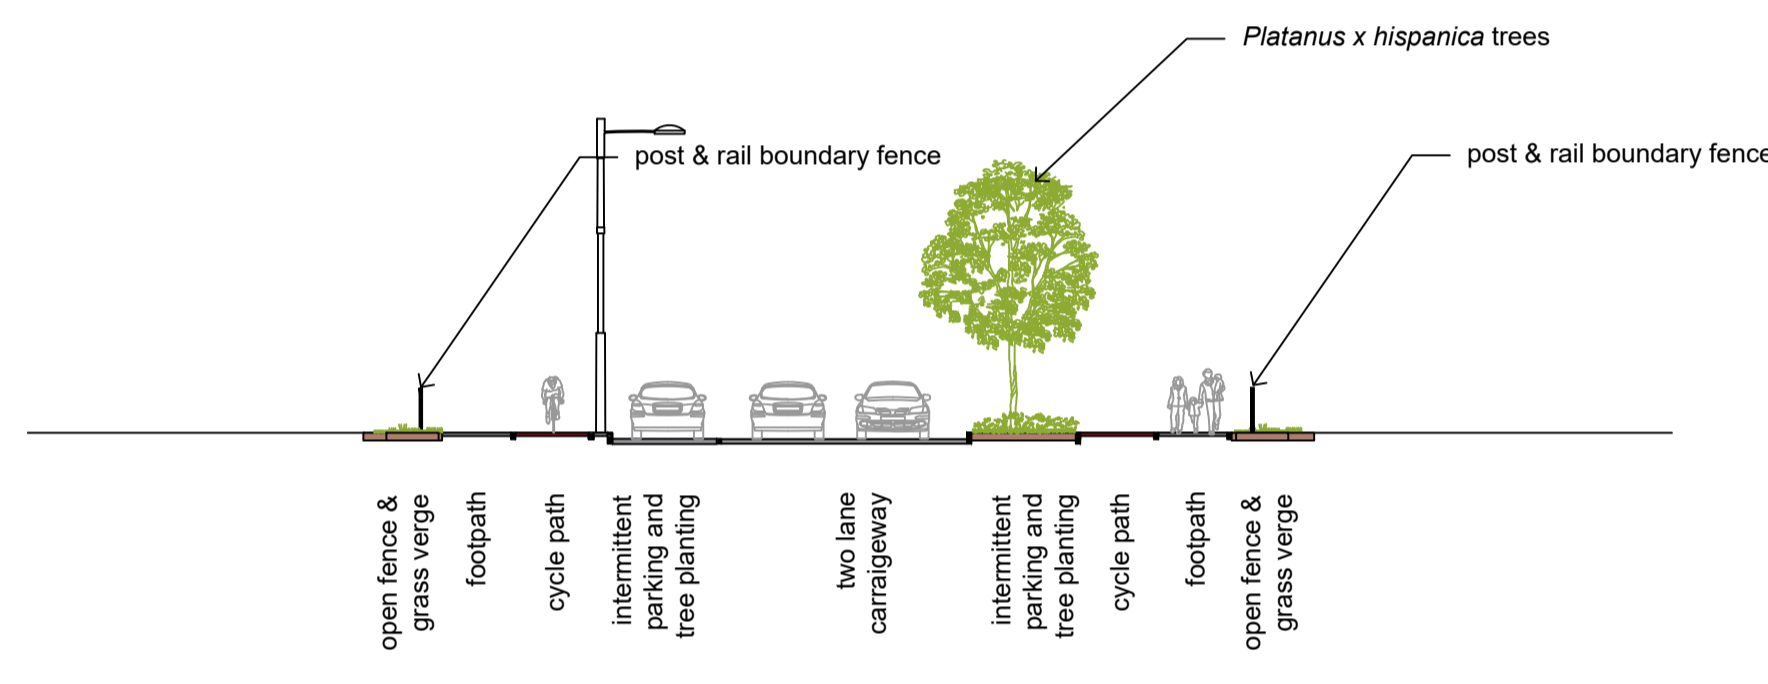 Platanus x hispanica trees
post & rail boundary fence
post & rail boundary fence
open fence &
grass verge
footpath
cycle path
intermittent
parking and
tree planting
two lane
carraigeway
intermittent
parking and
tree planting
cycle path
footpath
open fence &
grass verge